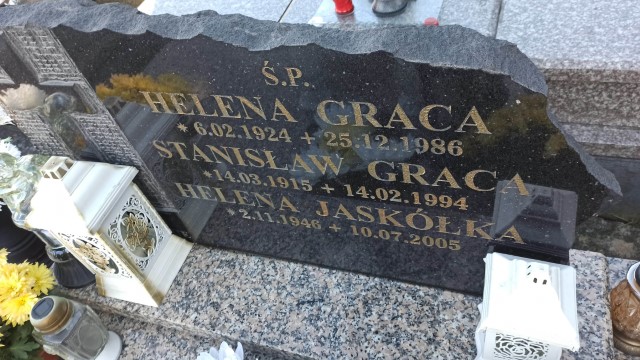 Ś.P.
HELENA GRACA
* 6.02.1924 + 25.12.1986
STANISŁAW GRACA
* 14.03.1915 + 14.02.1994
HELENA JASKÓŁKA
* 2.11.1946 + 10.07.2005